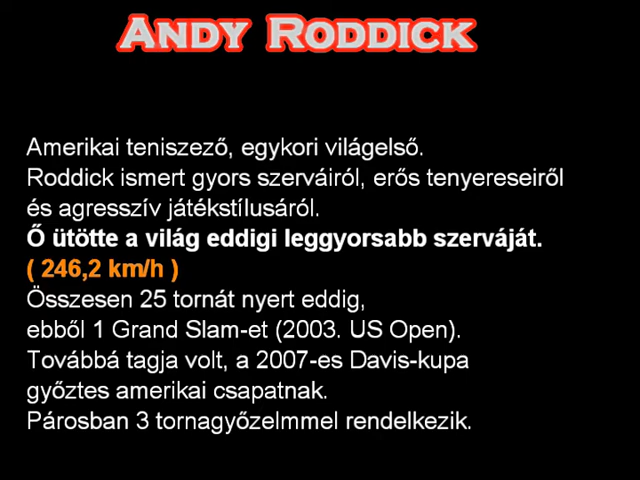 ANDY RODDICK
Amerikai teniszező, egykori világelső.
Roddick ismert gyors szerváiról, erős tenyereseiről
és agresszív játékstílusáról.
Ő ütötte a világ eddigi leggyorsabb szerváját.
( 246,2 km/h )
Összesen 25 tornát nyert eddig,
ebből 1 Grand Slam-et (2003. US Open).
Továbbá tagja volt, a 2007-es Davis-kupa
győztes amerikai csapatnak.
Párosban 3 tornagyőzelmmel rendelkezik.